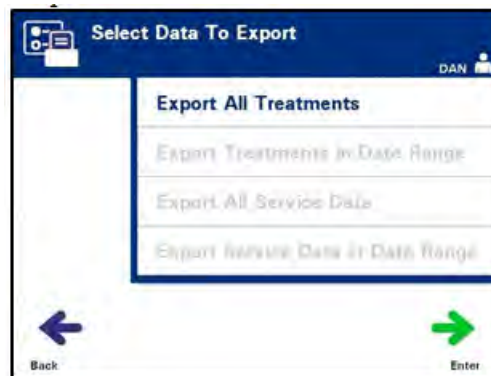 Select Data To Export
DAN
Export All Treatments
Export Treatments in Date Range
Export All Service Data
Export Service Data in Date Range
Back
Enter